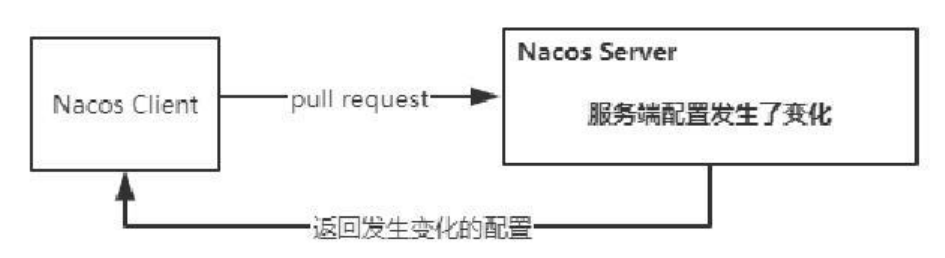 Nacos Client
pull request
Nacos Server
服务端配置发生了变化
返回发生变化的配置